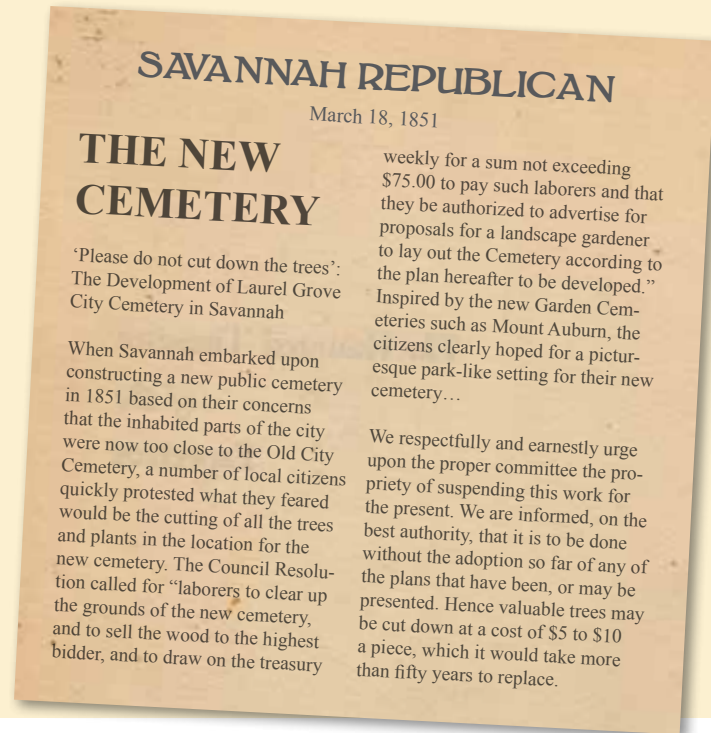 SAVANNAH REPUBLICAN
March 18, 1851
THE NEW
CEMETERY
‘Please do not cut down the trees’:
The Development of Laurel Grove
City Cemetery in Savannah
When Savannah embarked upon
constructing a new public cemetery
in 1851 based on their concerns
that the inhabited parts of the city
were now too close to the Old City
Cemetery, a number of local citizens
quickly protested what they feared
would be the cutting of all the trees
and plants in the location for the
new cemetery. The Council Resolu-
tion called for “laborers to clear up
the grounds of the new cemetery,
and to sell the wood to the highest
bidder, and to draw on the treasury
weekly for a sum not exceeding
$75.00 to pay such laborers and that
they be authorized to advertise for
proposals for a landscape gardener
to lay out the Cemetery according to
the plan hereafter to be developed.”
Inspired by the new Garden Cem-
eteries such as Mount Auburn, the
citizens clearly hoped for a pictur-
esque park-like setting for their new
cemetery…
We respectfully and earnestly urge
upon the proper committee the pro-
priety of suspending this work for
the present. We are informed, on the
best authority, that it is to be done
without the adoption so far of any of
the plans that have been, or may be
presented. Hence valuable trees may
be cut down at a cost of $5 to $10
a piece, which it would take more
than fifty years to replace.